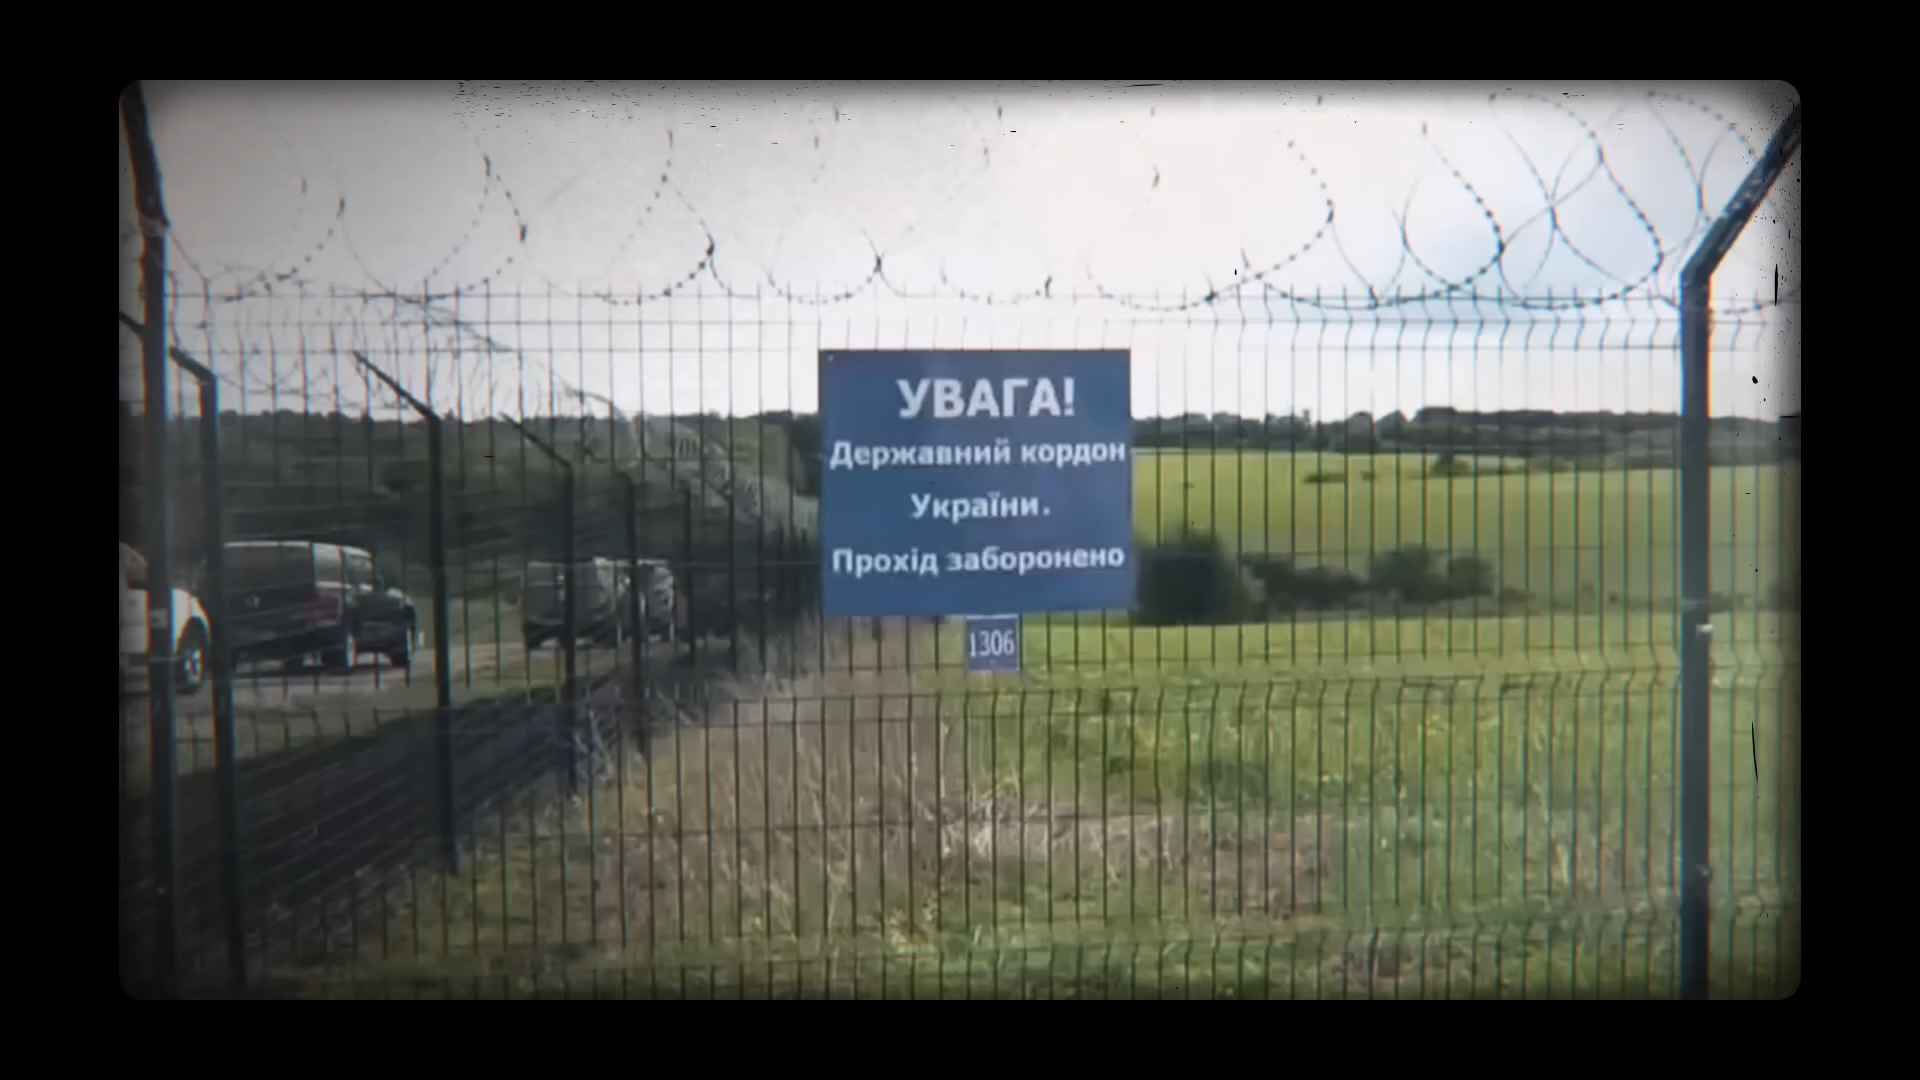 УВАГА!
Державний кордон
України.
Прохід заборонено
1306